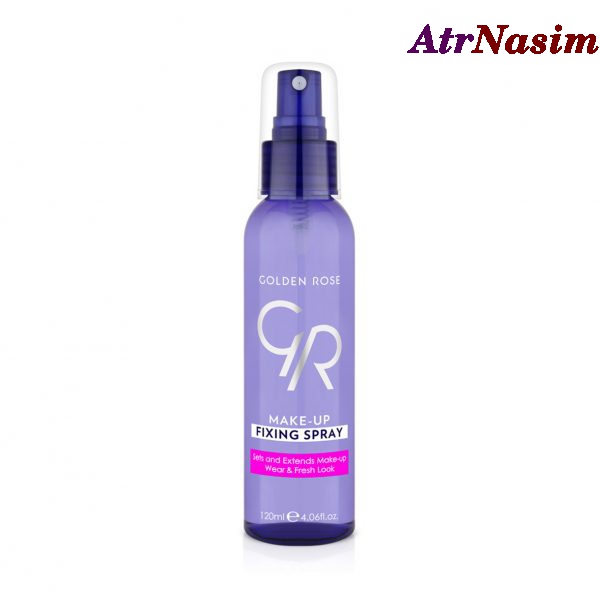 AtrNasim
GOLDEN ROSE
GR
MAKE-UP
FIXING SPRAY
Sets and Extends Make-up
Wear & Fresh Look
120ml e 4.06fl.oz.